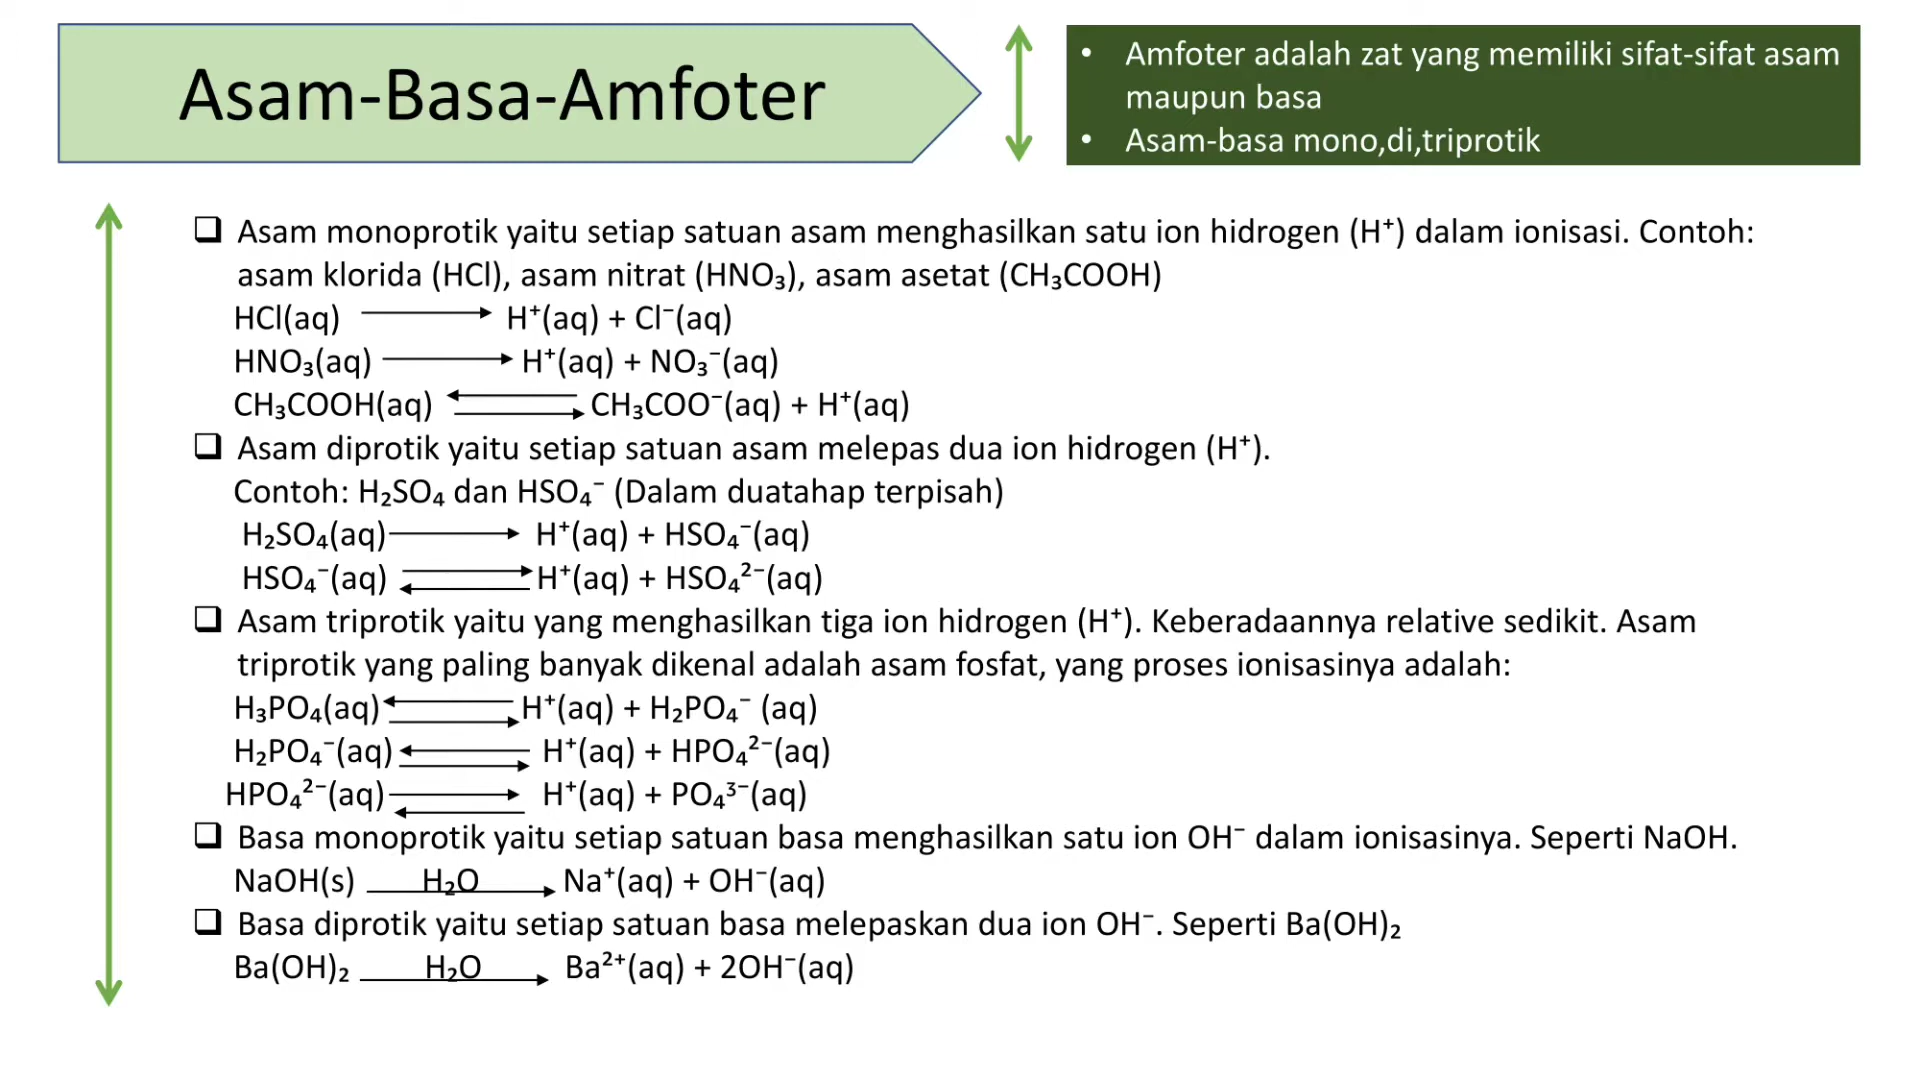 Asam-Basa-Amfoter
• Amfoter adalah zat yang memiliki sifat-sifat asam
maupun basa
• Asam-basa mono,di,triprotik
❑ Asam monoprotik yaitu setiap satuan asam menghasilkan satu ion hidrogen (H⁺) dalam ionisasi. Contoh:
asam klorida (HCl), asam nitrat (HNO₃), asam asetat (CH₃COOH)
HCl(aq) → H⁺(aq) + Cl⁻(aq)
HNO₃(aq) → H⁺(aq) + NO₃⁻(aq)
CH₃COOH(aq) ⇆ CH₃COO⁻(aq) + H⁺(aq)
❑ Asam diprotik yaitu setiap satuan asam melepas dua ion hidrogen (H⁺).
Contoh: H₂SO₄ dan HSO₄⁻ (Dalam duatahap terpisah)
H₂SO₄(aq) → H⁺(aq) + HSO₄⁻(aq)
HSO₄⁻(aq) ⇄ H⁺(aq) + HSO₄²⁻(aq)
❑ Asam triprotik yaitu yang menghasilkan tiga ion hidrogen (H⁺). Keberadaannya relative sedikit. Asam
triprotik yang paling banyak dikenal adalah asam fosfat, yang proses ionisasinya adalah:
H₃PO₄(aq) ⇆ H⁺(aq) + H₂PO₄⁻ (aq)
H₂PO₄⁻(aq) ⇆ H⁺(aq) + HPO₄²⁻(aq)
HPO₄²⁻(aq) ⇄ H⁺(aq) + PO₄³⁻(aq)
❑ Basa monoprotik yaitu setiap satuan basa menghasilkan satu ion OH⁻ dalam ionisasinya. Seperti NaOH.
NaOH(s) H₂O → Na⁺(aq) + OH⁻(aq)
❑ Basa diprotik yaitu setiap satuan basa melepaskan dua ion OH⁻. Seperti Ba(OH)₂
Ba(OH)₂ H₂O → Ba²⁺(aq) + 2OH⁻(aq)